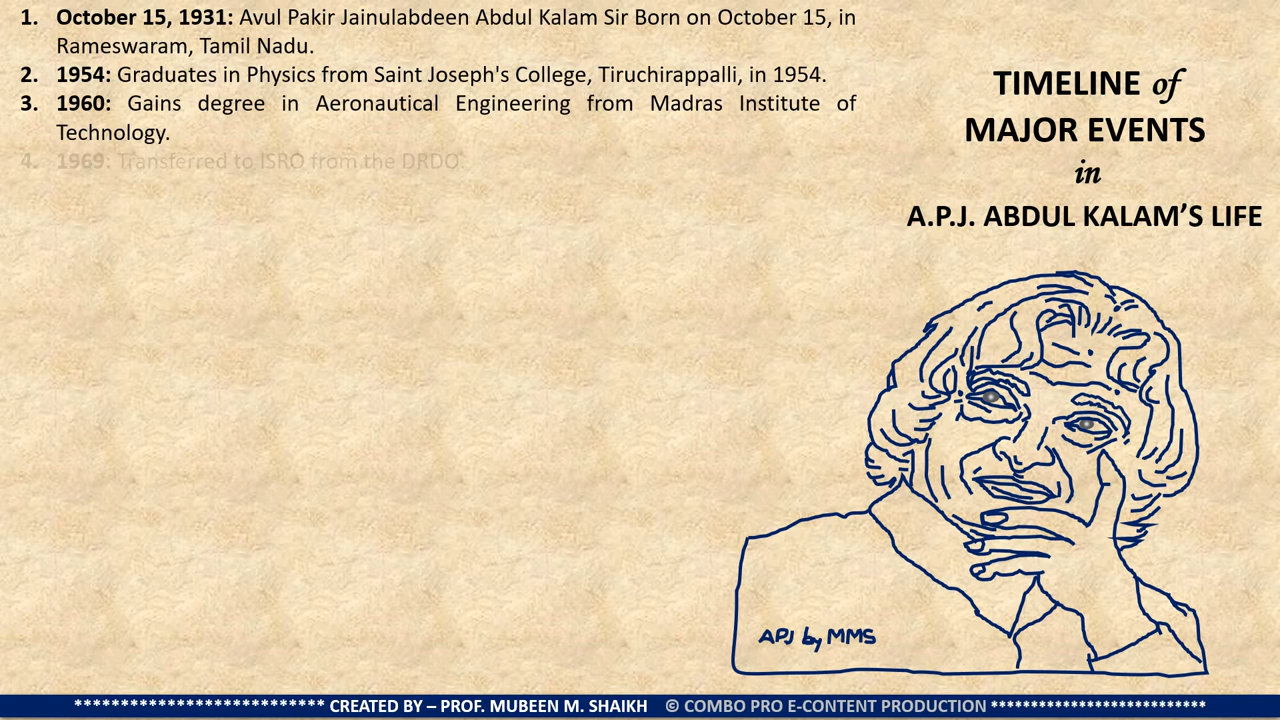 1. October 15, 1931: Avul Pakir Jainulabdeen Abdul Kalam Sir Born on October 15, in
Rameswaram, Tamil Nadu.
2. 1954: Graduates in Physics from Saint Joseph's College, Tiruchirappalli, in 1954.
3. 1960: Gains degree in Aeronautical Engineering from Madras Institute of
Technology.
4. 1969: Transferred to ISRO from the DRDO.
TIMELINE of
MAJOR EVENTS
in
A.P.J. ABDUL KALAM’S LIFE
APJ by MMS
*************************** CREATED BY – PROF. MUBEEN M. SHAIKH © COMBO PRO E-CONTENT PRODUCTION ***************************